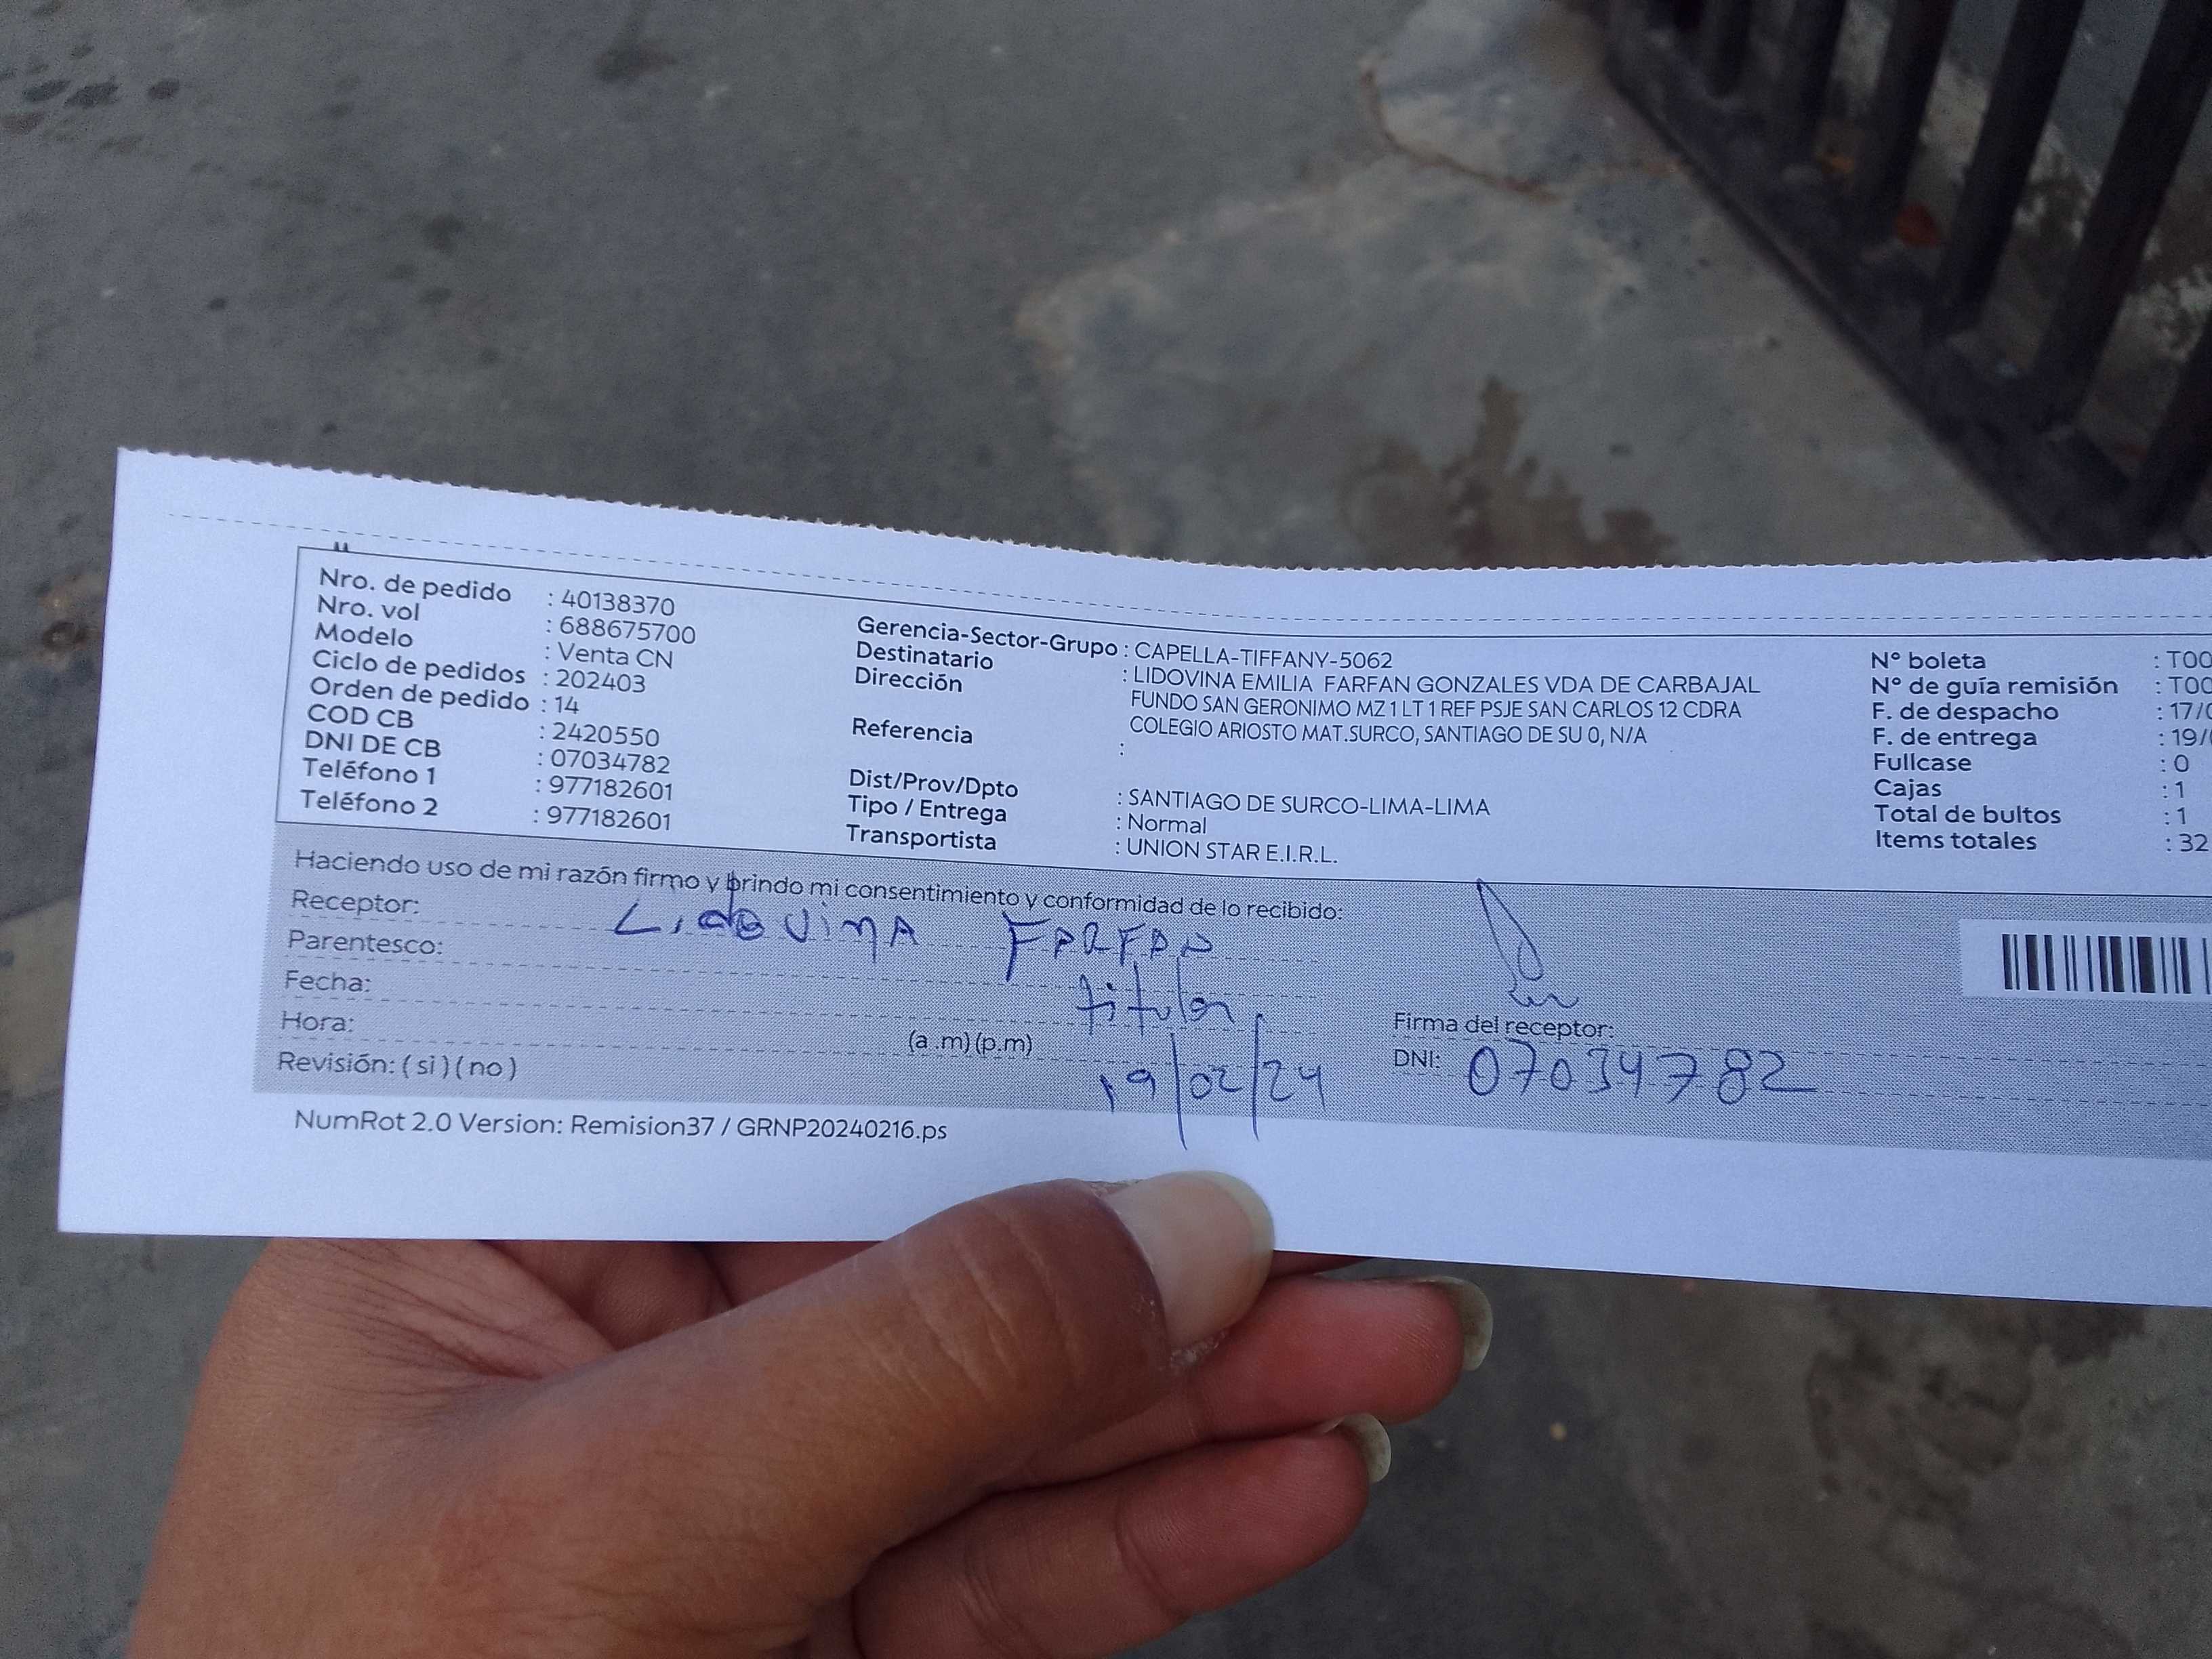 Nro. de pedido : 40138370
Nro. vol : 688675700
Modelo : Venta CN
Ciclo de pedidos : 202403
Orden de pedido : 14
COD CB : 2420550
DNI DE CB : 07034782
Teléfono 1 : 977182601
Teléfono 2 : 977182601
Gerencia-Sector-Grupo : CAPELLA-TIFFANY-5062
Destinatario : LIDOVINA EMILIA FARFAN GONZALES VDA DE CARBAJAL
Dirección FUNDO SAN GERONIMO MZ 1 LT 1 REF PSJE SAN CARLOS 12 CDRA
COLEGIO ARIOSTO MAT.SURCO, SANTIAGO DE SU 0, N/A
Referencia :
Dist/Prov/Dpto : SANTIAGO DE SURCO-LIMA-LIMA
Tipo / Entrega : Normal
Transportista : UNION STAR E.I.R.L.
N° boleta : T00
N° de guía remisión : T00
F. de despacho : 17/0
F. de entrega : 19/
Fullcase : 0
Cajas : 1
Total de bultos : 1
Items totales : 32
Haciendo uso de mi razón firmo y brindo mi consentimiento y conformidad de lo recibido:
Receptor: LidovinA FARFAN
Parentesco: titular
Fecha: 19/02/24
Hora: (a .m) (p.m)
Revisión: ( si ) ( no )
Firma del receptor:
DNI: 07034782
NumRot 2.0 Version: Remision37 / GRNP20240216.ps